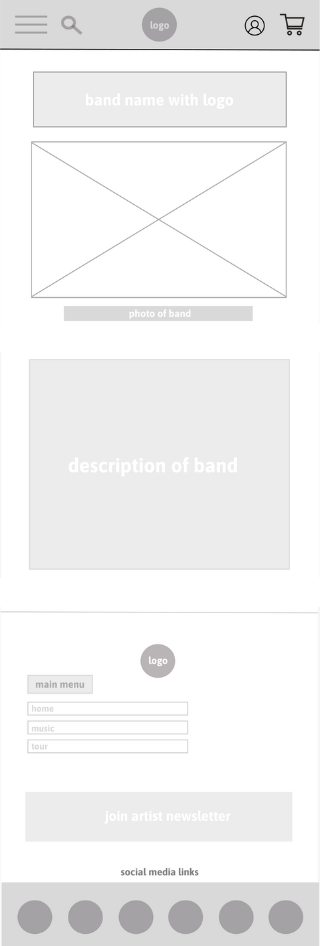 logo
band name with logo
photo of band
description of band
logo
main menu
home
music
tour
join artist newsletter
social media links